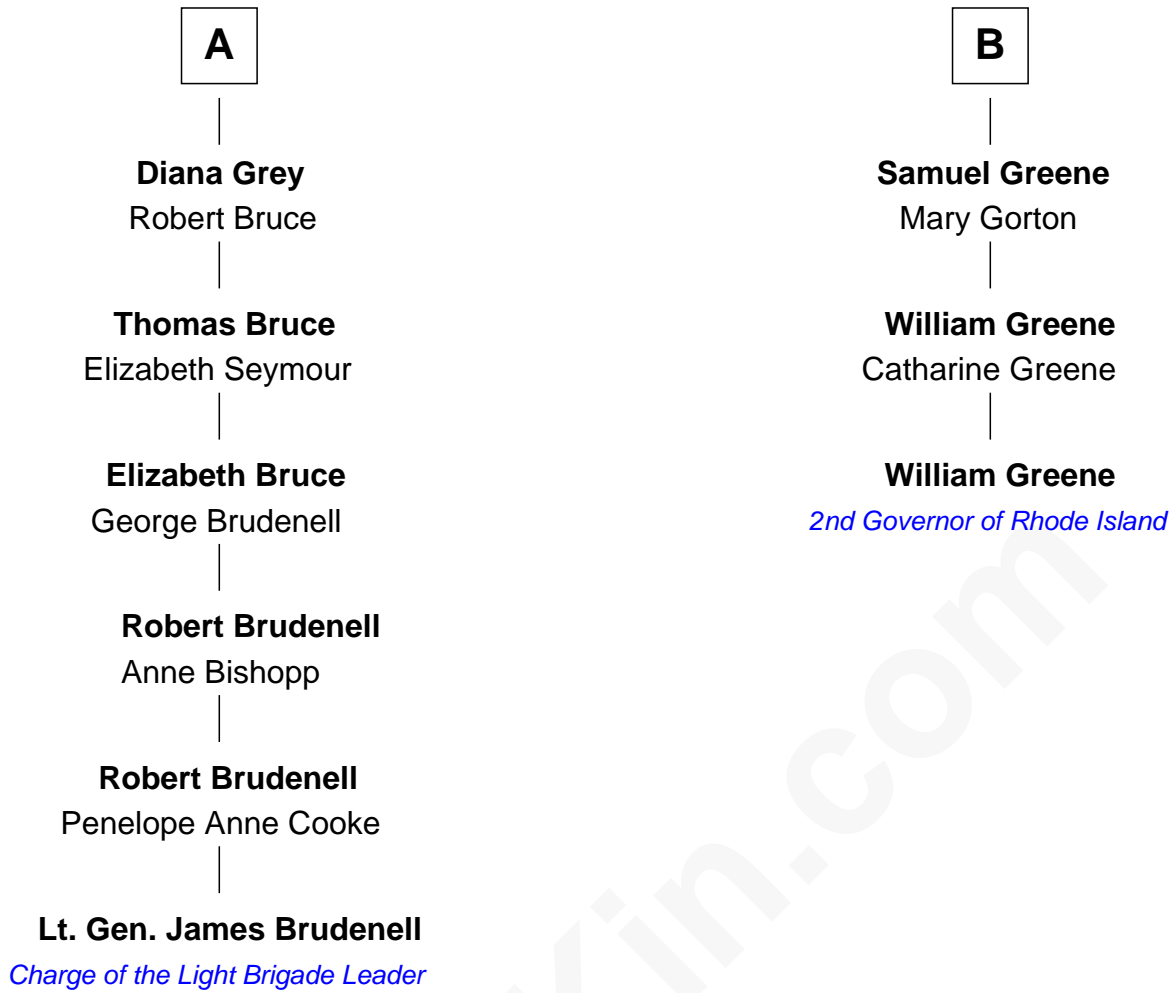 A
Diana Grey
Robert Bruce
Thomas Bruce
Elizabeth Seymour
Elizabeth Bruce
George Brudenell
Robert Brudenell
Anne Bishopp
Robert Brudenell
Penelope Anne Cooke
Lt. Gen. James Brudenell
Charge of the Light Brigade Leader
B
Samuel Greene
Mary Gorton
William Greene
Catharine Greene
William Greene
2nd Governor of Rhode Island
Kin.com